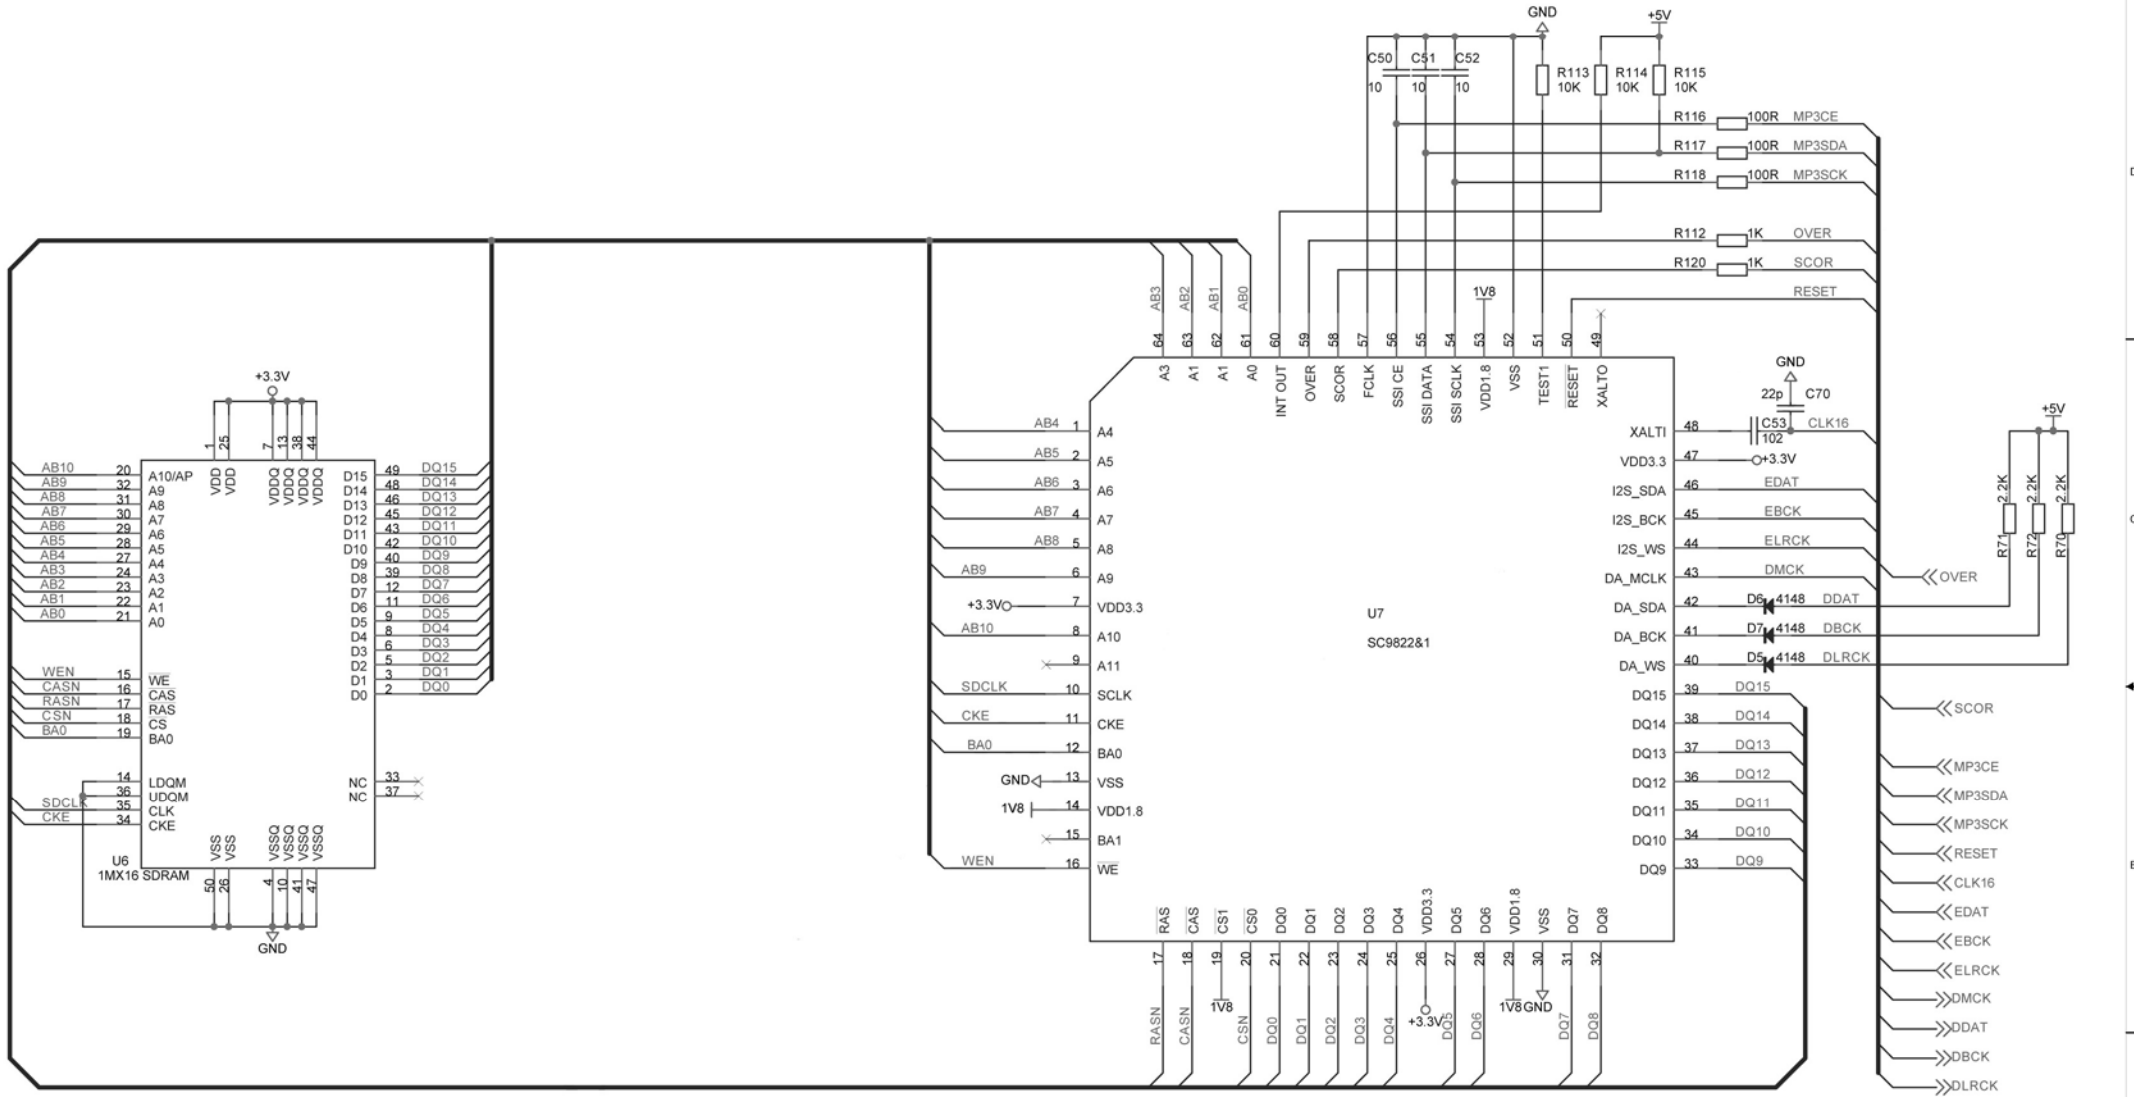 GND
+5V
C50
C51
C52
10
10
10
R113
10K
R114
10K
R115
10K
R116 100R MP3CE
R117 100R MP3SDA
R118 100R MP3SCK
R112 1K OVER
R120 1K SCOR
RESET
1V8
AB3
AB2
AB1
AB0
64
63
62
61
60
59
58
57
56
55
54
53
52
51
50
49
A3
A1
A1
A0
INT OUT
OVER
SCOR
FCLK
SSI CE
SSI DATA
SSI SCLK
VDD1.8
VSS
TEST1
RESET
XALTO
+3.3V
1
25
7
13
38
44
VDD
VDD
VDDQ
VDDQ
VDDQ
VDDQ
AB10 20 A10/AP
AB9 32 A9
AB8 31 A8
AB7 30 A7
AB6 29 A6
AB5 28 A5
AB4 27 A4
AB3 24 A3
AB2 23 A2
AB1 22 A1
AB0 21 A0
WEN 15 WE
CASN 16 CAS
RASN 17 RAS
CSN 18 CS
BA0 19 BA0
14 LDQM
36 UDQM
SDCLK 35 CLK
CKE 34 CKE
D15 49 DQ15
D14 48 DQ14
D13 46 DQ13
D12 45 DQ12
D11 43 DQ11
D10 42 DQ10
D9 40 DQ9
D8 39 DQ8
D7 12 DQ7
D6 11 DQ6
D5 9 DQ5
D4 8 DQ4
D3 6 DQ3
D2 5 DQ2
D1 3 DQ1
D0 2 DQ0
NC 33
NC 37
VSS
VSS
VSSQ
VSSQ
VSSQ
VSSQ
50
26
4
10
41
47
U6
1MX16 SDRAM
GND
AB4 1 A4
AB5 2 A5
AB6 3 A6
AB7 4 A7
AB8 5 A8
AB9 6 A9
+3.3V 7 VDD3.3
AB10 8 A10
9 A11
SDCLK 10 SCLK
CKE 11 CKE
BA0 12 BA0
GND 13 VSS
1V8 14 VDD1.8
15 BA1
WEN 16 WE
U7
SC9822&1
GND
22p C70
XALTI 48 C53 CLK16
102
VDD3.3 47 +3.3V
I2S_SDA 46 EDAT
I2S_BCK 45 EBCK
I2S_WS 44 ELRCK
DA_MCLK 43 DMCK
DA_SDA 42 D6 4148 DDAT
DA_BCK 41 D7 4148 DBCK
DA_WS 40 D5 4148 DLRCK
DQ15 39 DQ15
DQ14 38 DQ14
DQ13 37 DQ13
DQ12 36 DQ12
DQ11 35 DQ11
DQ10 34 DQ10
DQ9 33 DQ9
+5V
2.2K
2.2K
2.2K
R71
R72
R70
RAS
CAS
CS1
CS0
DQ0
DQ1
DQ2
DQ3
DQ4
VDD3.3
DQ5
DQ6
VDD1.8
VSS
DQ7
DQ8
17
18
19
20
21
22
23
24
25
26
27
28
29
30
31
32
RASN
CASN
1V8
CSN
DQ0
DQ1
DQ2
DQ3
DQ4
+3.3V
DQ5
DQ6
1V8
GND
DQ7
DQ8
OVER
SCOR
MP3CE
MP3SDA
MP3SCK
RESET
CLK16
EDAT
EBCK
ELRCK
DMCK
DDAT
DBCK
DLRCK